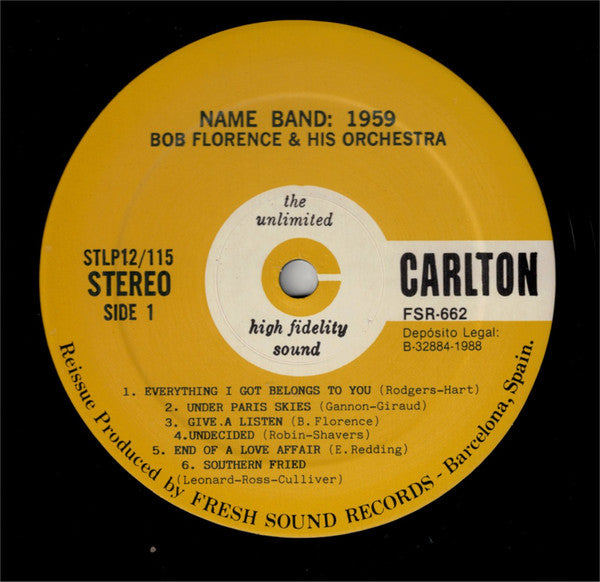 NAME BAND: 1959
BOB FLORENCE & HIS ORCHESTRA
the
unlimited
high fidelity
sound
STLP12/115
STEREO
SIDE 1
CARLTON
FSR-662
Depósito Legal:
B-32884-1988
1. EVERYTHING I GOT BELONGS TO YOU (Rodgers-Hart)
2. UNDER PARIS SKIES (Gannon-Giraud)
3. GIVE.A LISTEN (B. Florence)
4.UNDECIDED (Robin-Shavers)
5. END OF A LOVE AFFAIR (E.Redding)
6. SOUTHERN FRIED
(Leonard-Ross-Culliver)
Reissue Produced by FRESH SOUND RECORDS - Barcelona, Spain.